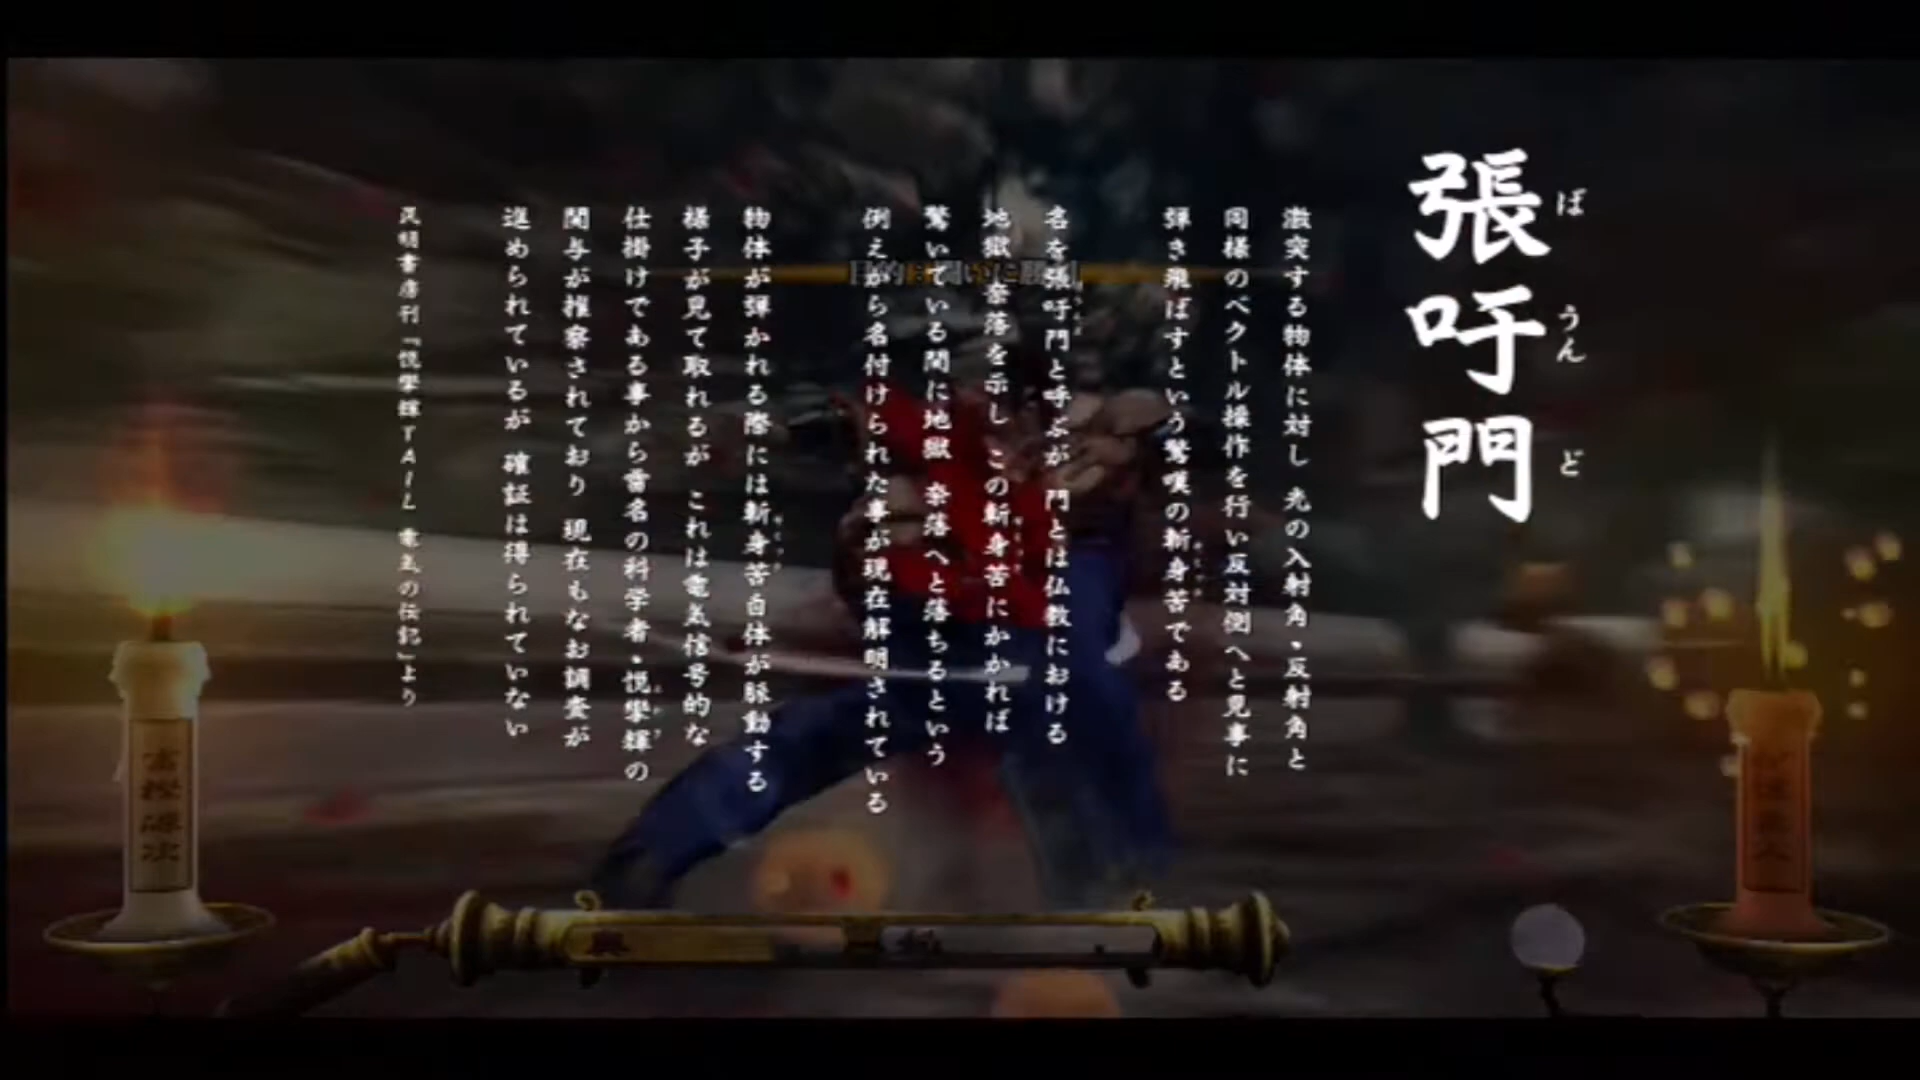 張吁門
ば
うん
ど
激突する物体に対し 光の入射角・反射角と
同様のベクトル操作を行い反対側へと見事に
弾き飛ばすという驚嘆の斬身苦である
名を張吁門と呼ぶが 門とは仏教における
地獄 奈落を示し この斬身苦にかかれば
驚いている間に地獄 奈落へと落ちるという
例えから名付けられた事が現在解明されている
物体が弾かれる際には斬身苦自体が脈動する
様子が見て取れるが これは電気信号的な
仕掛けである事から雷名の科学者・悦攣輝の
関与が推察されており 現在もなお調査が
進められているが 確証は得られていない
民明書房刊『悦攣輝TAIL 電気の伝記』より